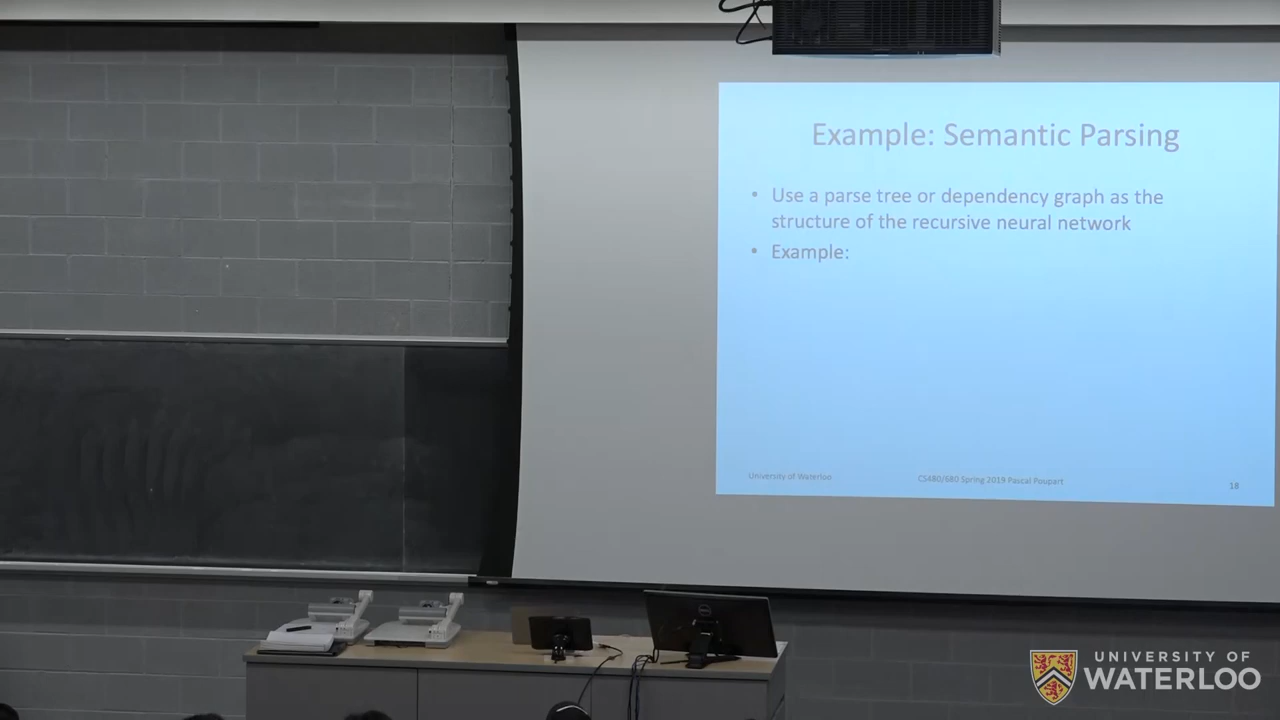 Example: Semantic Parsing
• Use a parse tree or dependency graph as the
structure of the recursive neural network
• Example:
University of Waterloo
CS480/680 Spring 2019 Pascal Poupart
18
UNIVERSITY OF
WATERLOO